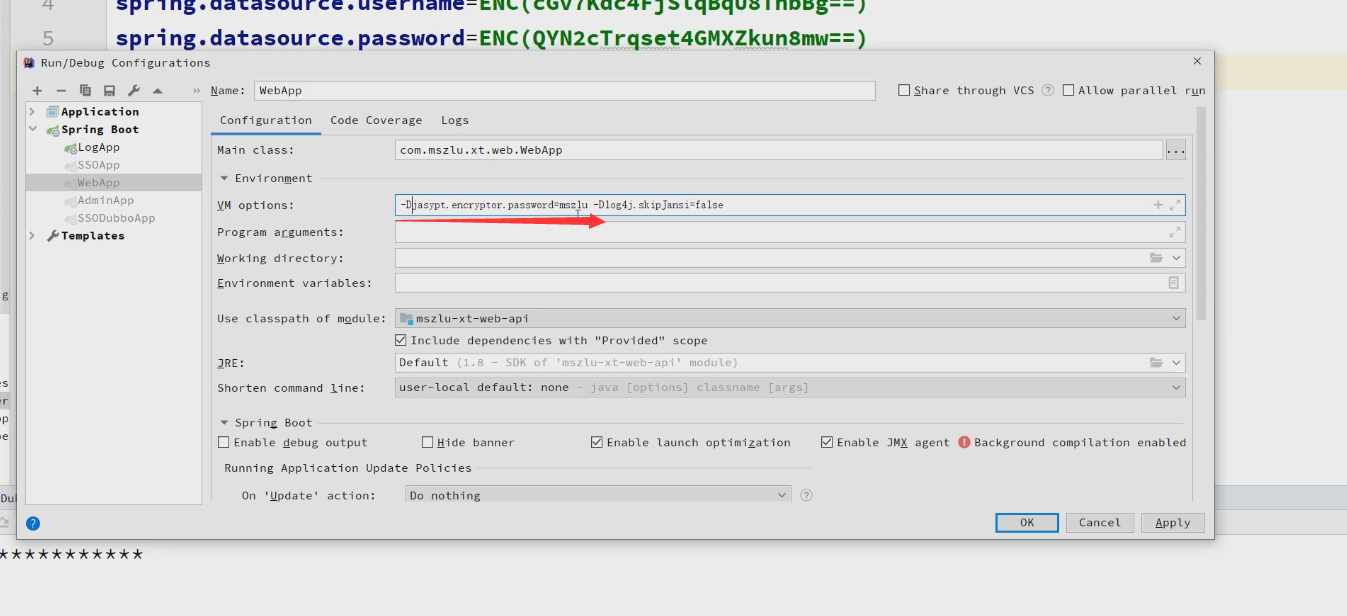 4 spring.datasource.username=ENC(cGv7Kdc4FjSlqBqU8ThbBg==)
5 spring.datasource.password=ENC(QYN2cTrqset4GMXZkun8mw==)
Run/Debug Configurations
Name: WebApp Share through VCS Allow parallel run
Application
Spring Boot
LogApp
SSOApp
WebApp
AdminApp
SSODubboApp
Templates
Configuration Code Coverage Logs
Main class: com.mszlu.xt.web.WebApp ...
Environment
VM options: -Djasypt.encryptor.password=mszlu -Dlog4j.skipJansi=false
Program arguments:
Working directory:
Environment variables:
Use classpath of module: mszlu-xt-web-api
Include dependencies with "Provided" scope
JRE: Default (1.8 - SDK of 'mszlu-xt-web-api' module)
Shorten command line: user-local default: none - java [options] classname [args]
Spring Boot
Enable debug output Hide banner Enable launch optimization Enable JMX agent Background compilation enabled
Running Application Update Policies
On 'Update' action: Do nothing
OK Cancel Apply
***********